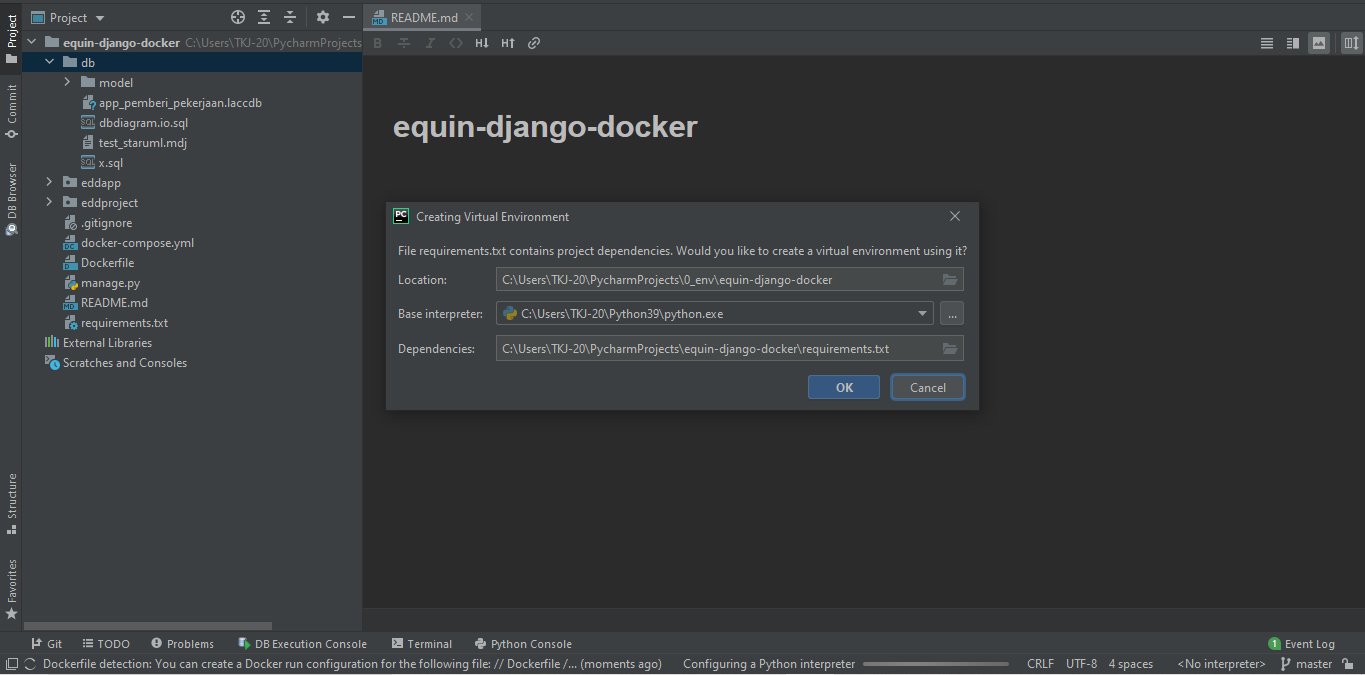 Project
README.md
equin-django-docker C:\Users\TKJ-20\PycharmProjects
db
model
app_pemberi_pekerjaan.laccdb
dbdiagram.io.sql
test_staruml.mdj
x.sql
eddapp
eddproject
.gitignore
docker-compose.yml
Dockerfile
manage.py
README.md
requirements.txt
External Libraries
Scratches and Consoles
Project
Commit
DB Browser
Structure
Favorites
B I <> H↓ H↑
equin-django-docker
PC Creating Virtual Environment
File requirements.txt contains project dependencies. Would you like to create a virtual environment using it?
Location: C:\Users\TKJ-20\PycharmProjects\0_env\equin-django-docker
Base interpreter: C:\Users\TKJ-20\Python39\python.exe ...
Dependencies: C:\Users\TKJ-20\PycharmProjects\equin-django-docker\requirements.txt
OK Cancel
Git TODO Problems DB Execution Console Terminal Python Console 1 Event Log
Dockerfile detection: You can create a Docker run configuration for the following file: // Dockerfile /... (moments ago) Configuring a Python interpreter CRLF UTF-8 4 spaces <No interpreter> master